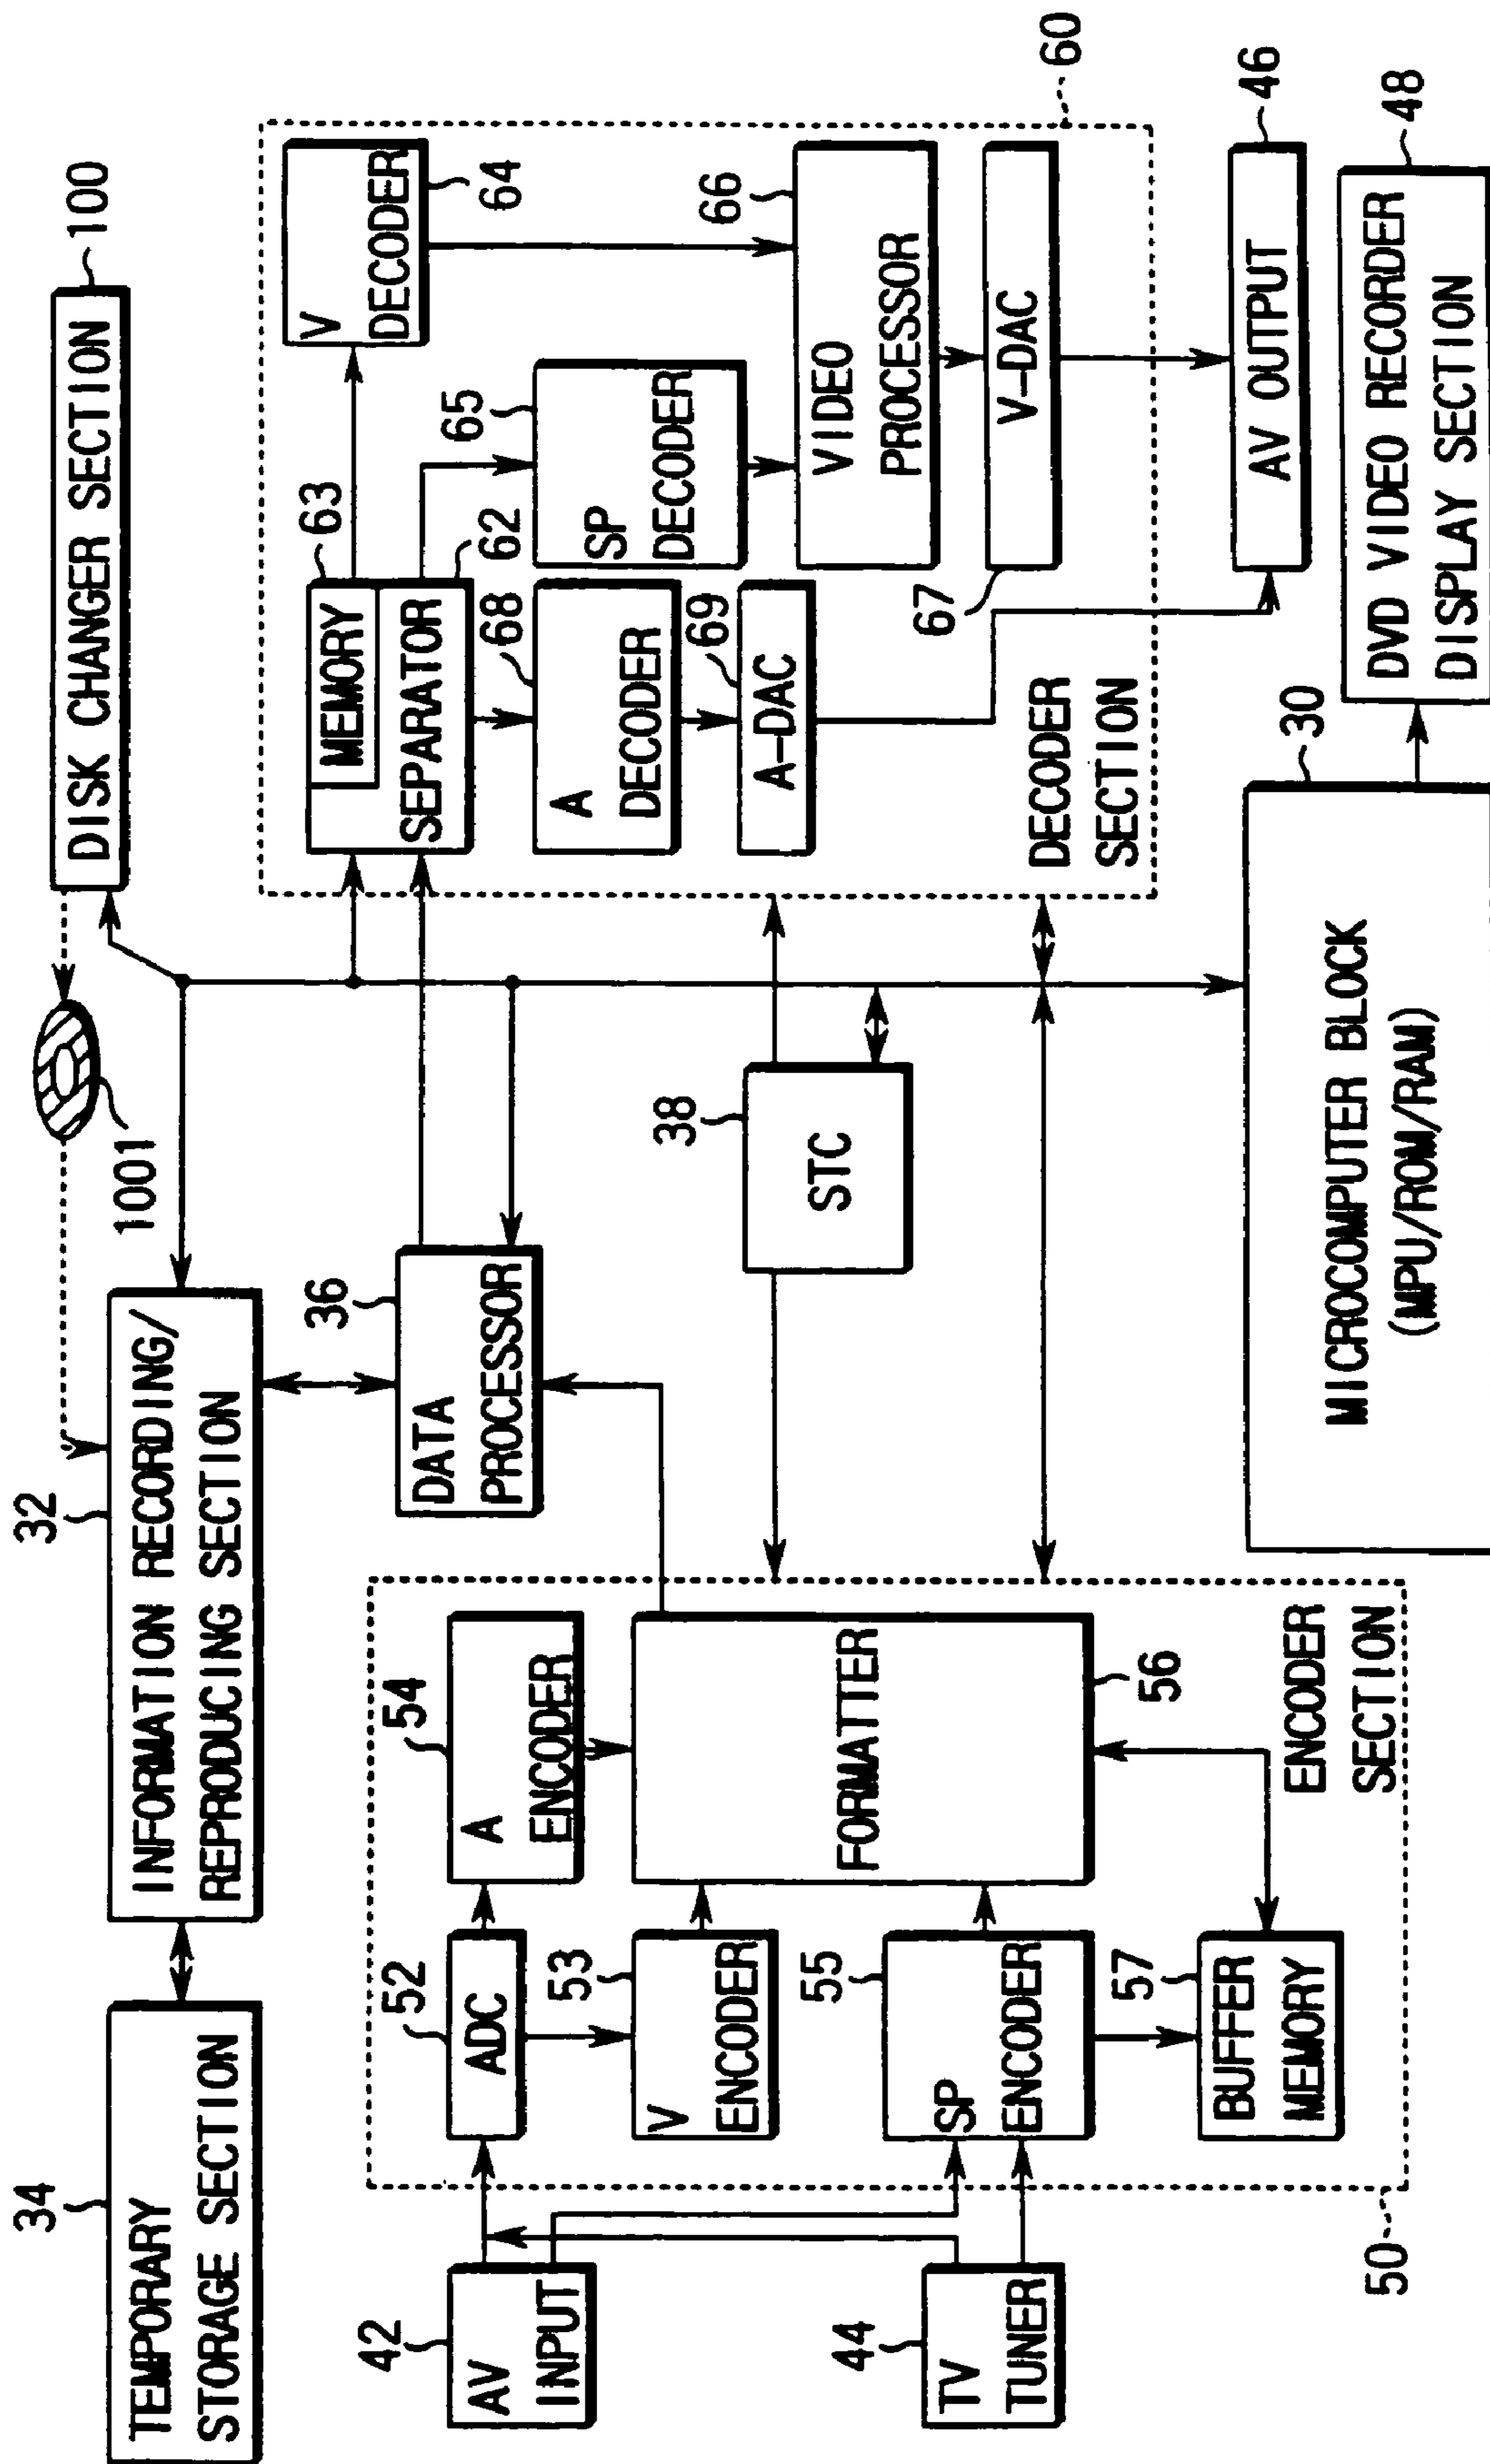 34
TEMPORARY
STORAGE SECTION
32
INFORMATION RECORDING/
REPRODUCING SECTION
1001
DISK CHANGER SECTION
100
36
DATA
PROCESSOR
38
STC
42
AV
INPUT
44
TV
TUNER
50
52
ADC
54
A
ENCODER
53
V
ENCODER
55
SP
ENCODER
57
BUFFER
MEMORY
FORMATTER
56
ENCODER
SECTION
63
MEMORY
SEPARATOR
62
V
DECODER
64
65
SP
DECODER
68
A
DECODER
69
A-DAC
66
VIDEO
PROCESSOR
67
V-DAC
DECODER
SECTION
60
AV OUTPUT
46
30
MICROCOMPUTER BLOCK
(MPU/ROM/RAM)
DVD VIDEO RECORDER
DISPLAY SECTION
48